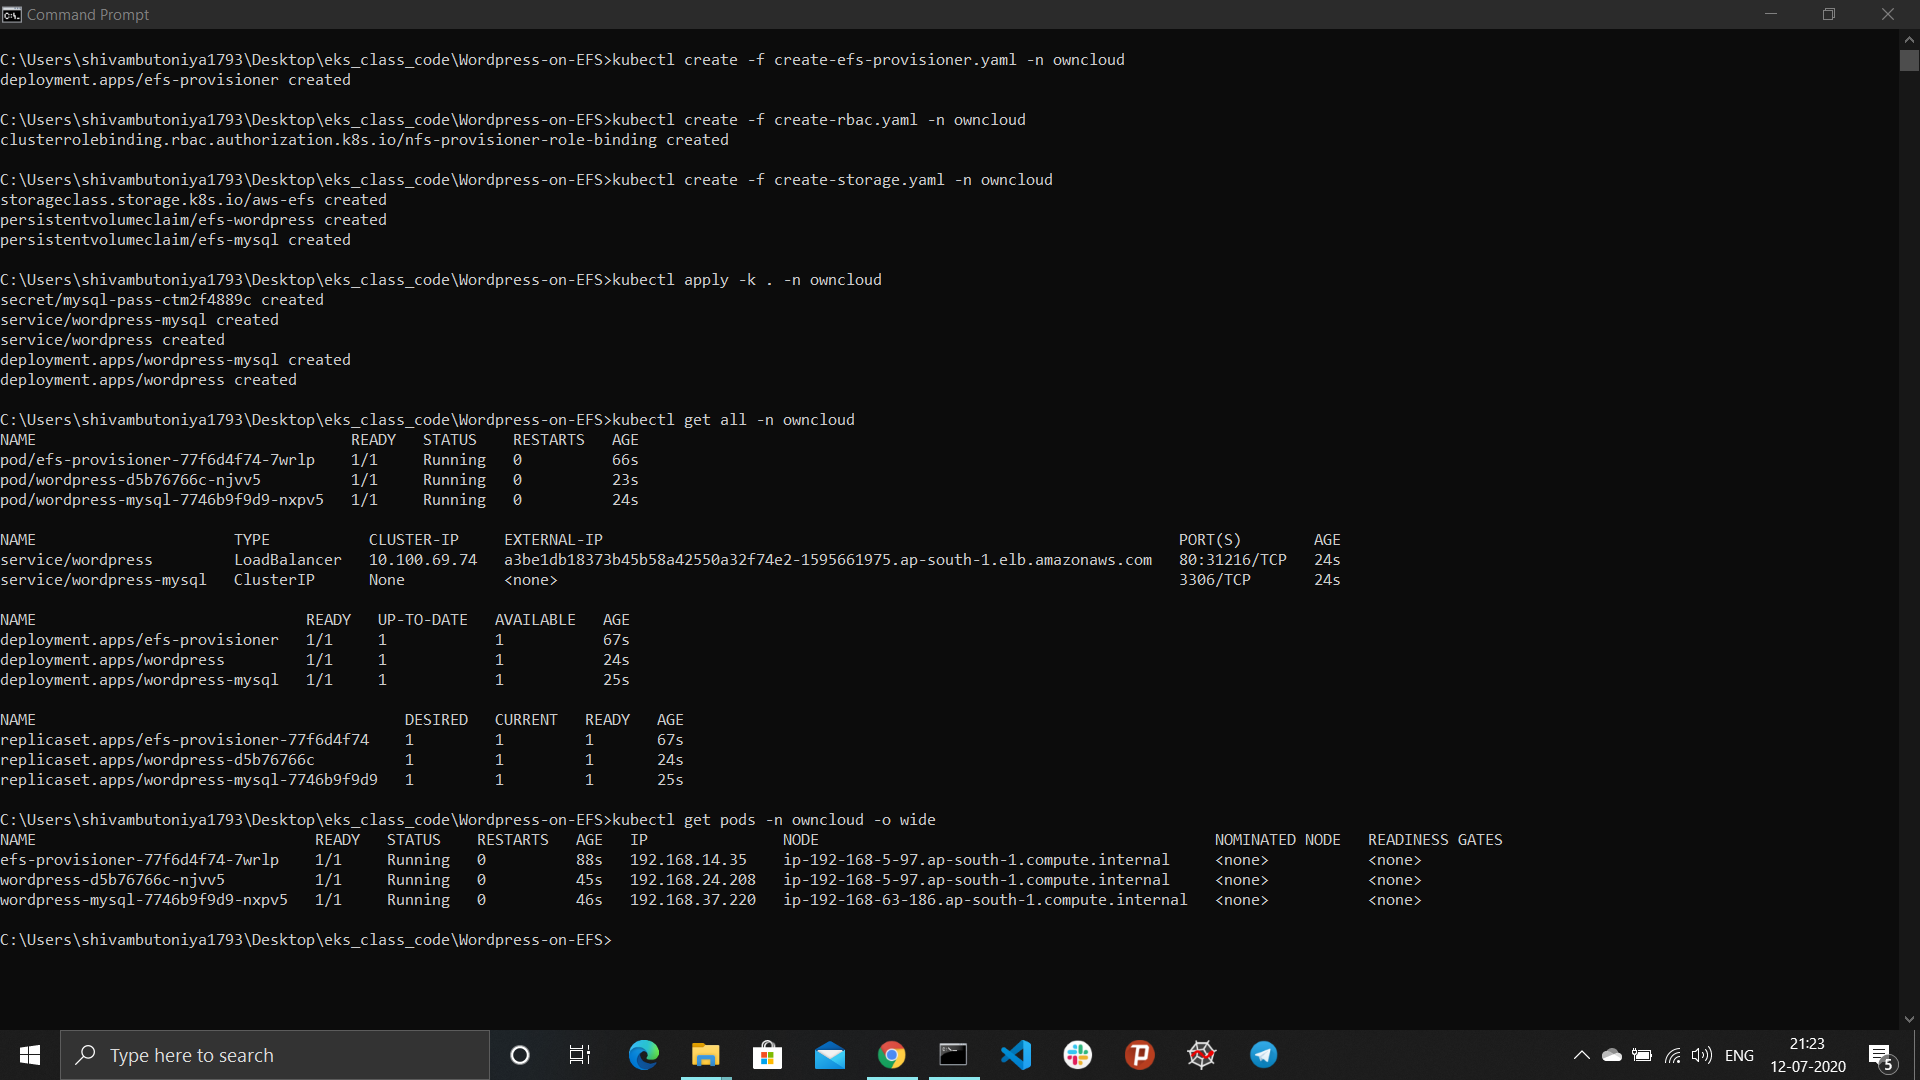 Command Prompt
C:\Users\shivambutoniya1793\Desktop\eks_class_code\Wordpress-on-EFS>kubectl create -f create-efs-provisioner.yaml -n owncloud
deployment.apps/efs-provisioner created
C:\Users\shivambutoniya1793\Desktop\eks_class_code\Wordpress-on-EFS>kubectl create -f create-rbac.yaml -n owncloud
clusterrolebinding.rbac.authorization.k8s.io/nfs-provisioner-role-binding created
C:\Users\shivambutoniya1793\Desktop\eks_class_code\Wordpress-on-EFS>kubectl create -f create-storage.yaml -n owncloud
storageclass.storage.k8s.io/aws-efs created
persistentvolumeclaim/efs-wordpress created
persistentvolumeclaim/efs-mysql created
C:\Users\shivambutoniya1793\Desktop\eks_class_code\Wordpress-on-EFS>kubectl apply -k . -n owncloud
secret/mysql-pass-ctm2f4889c created
service/wordpress-mysql created
service/wordpress created
deployment.apps/wordpress-mysql created
deployment.apps/wordpress created
C:\Users\shivambutoniya1793\Desktop\eks_class_code\Wordpress-on-EFS>kubectl get all -n owncloud
NAME READY STATUS RESTARTS AGE
pod/efs-provisioner-77f6d4f74-7wrlp 1/1 Running 0 66s
pod/wordpress-d5b76766c-njvv5 1/1 Running 0 23s
pod/wordpress-mysql-7746b9f9d9-nxpv5 1/1 Running 0 24s
NAME TYPE CLUSTER-IP EXTERNAL-IP PORT(S) AGE
service/wordpress LoadBalancer 10.100.69.74 a3be1db18373b45b58a42550a32f74e2-1595661975.ap-south-1.elb.amazonaws.com 80:31216/TCP 24s
service/wordpress-mysql ClusterIP None <none> 3306/TCP 24s
NAME READY UP-TO-DATE AVAILABLE AGE
deployment.apps/efs-provisioner 1/1 1 1 67s
deployment.apps/wordpress 1/1 1 1 24s
deployment.apps/wordpress-mysql 1/1 1 1 25s
NAME DESIRED CURRENT READY AGE
replicaset.apps/efs-provisioner-77f6d4f74 1 1 1 67s
replicaset.apps/wordpress-d5b76766c 1 1 1 24s
replicaset.apps/wordpress-mysql-7746b9f9d9 1 1 1 25s
C:\Users\shivambutoniya1793\Desktop\eks_class_code\Wordpress-on-EFS>kubectl get pods -n owncloud -o wide
NAME READY STATUS RESTARTS AGE IP NODE NOMINATED NODE READINESS GATES
efs-provisioner-77f6d4f74-7wrlp 1/1 Running 0 88s 192.168.14.35 ip-192-168-5-97.ap-south-1.compute.internal <none> <none>
wordpress-d5b76766c-njvv5 1/1 Running 0 45s 192.168.24.208 ip-192-168-5-97.ap-south-1.compute.internal <none> <none>
wordpress-mysql-7746b9f9d9-nxpv5 1/1 Running 0 46s 192.168.37.220 ip-192-168-63-186.ap-south-1.compute.internal <none> <none>
C:\Users\shivambutoniya1793\Desktop\eks_class_code\Wordpress-on-EFS>
Type here to search
ENG
21:23
12-07-2020
5